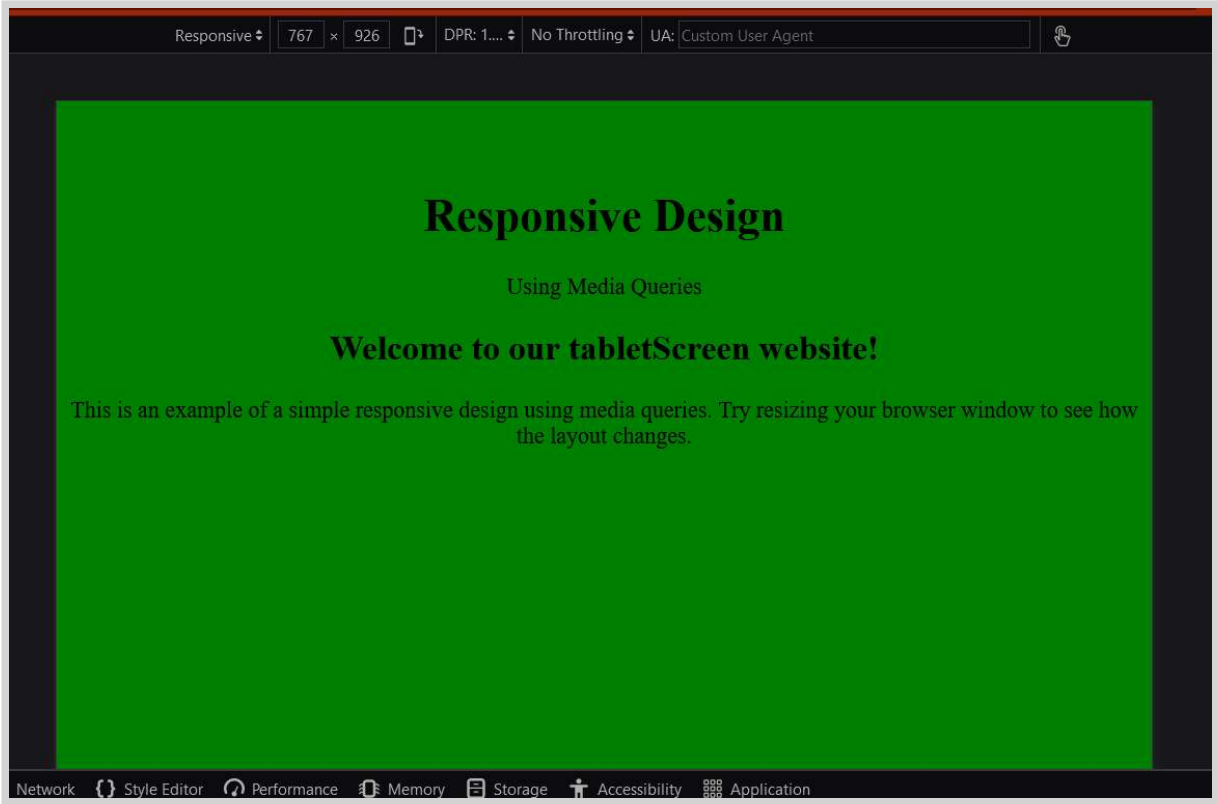 Responsive 767 × 926 DPR: 1.... No Throttling UA: Custom User Agent
Responsive Design
Using Media Queries
Welcome to our tabletScreen website!
This is an example of a simple responsive design using media queries. Try resizing your browser window to see how
the layout changes.
Network {} Style Editor Performance Memory Storage Accessibility Application